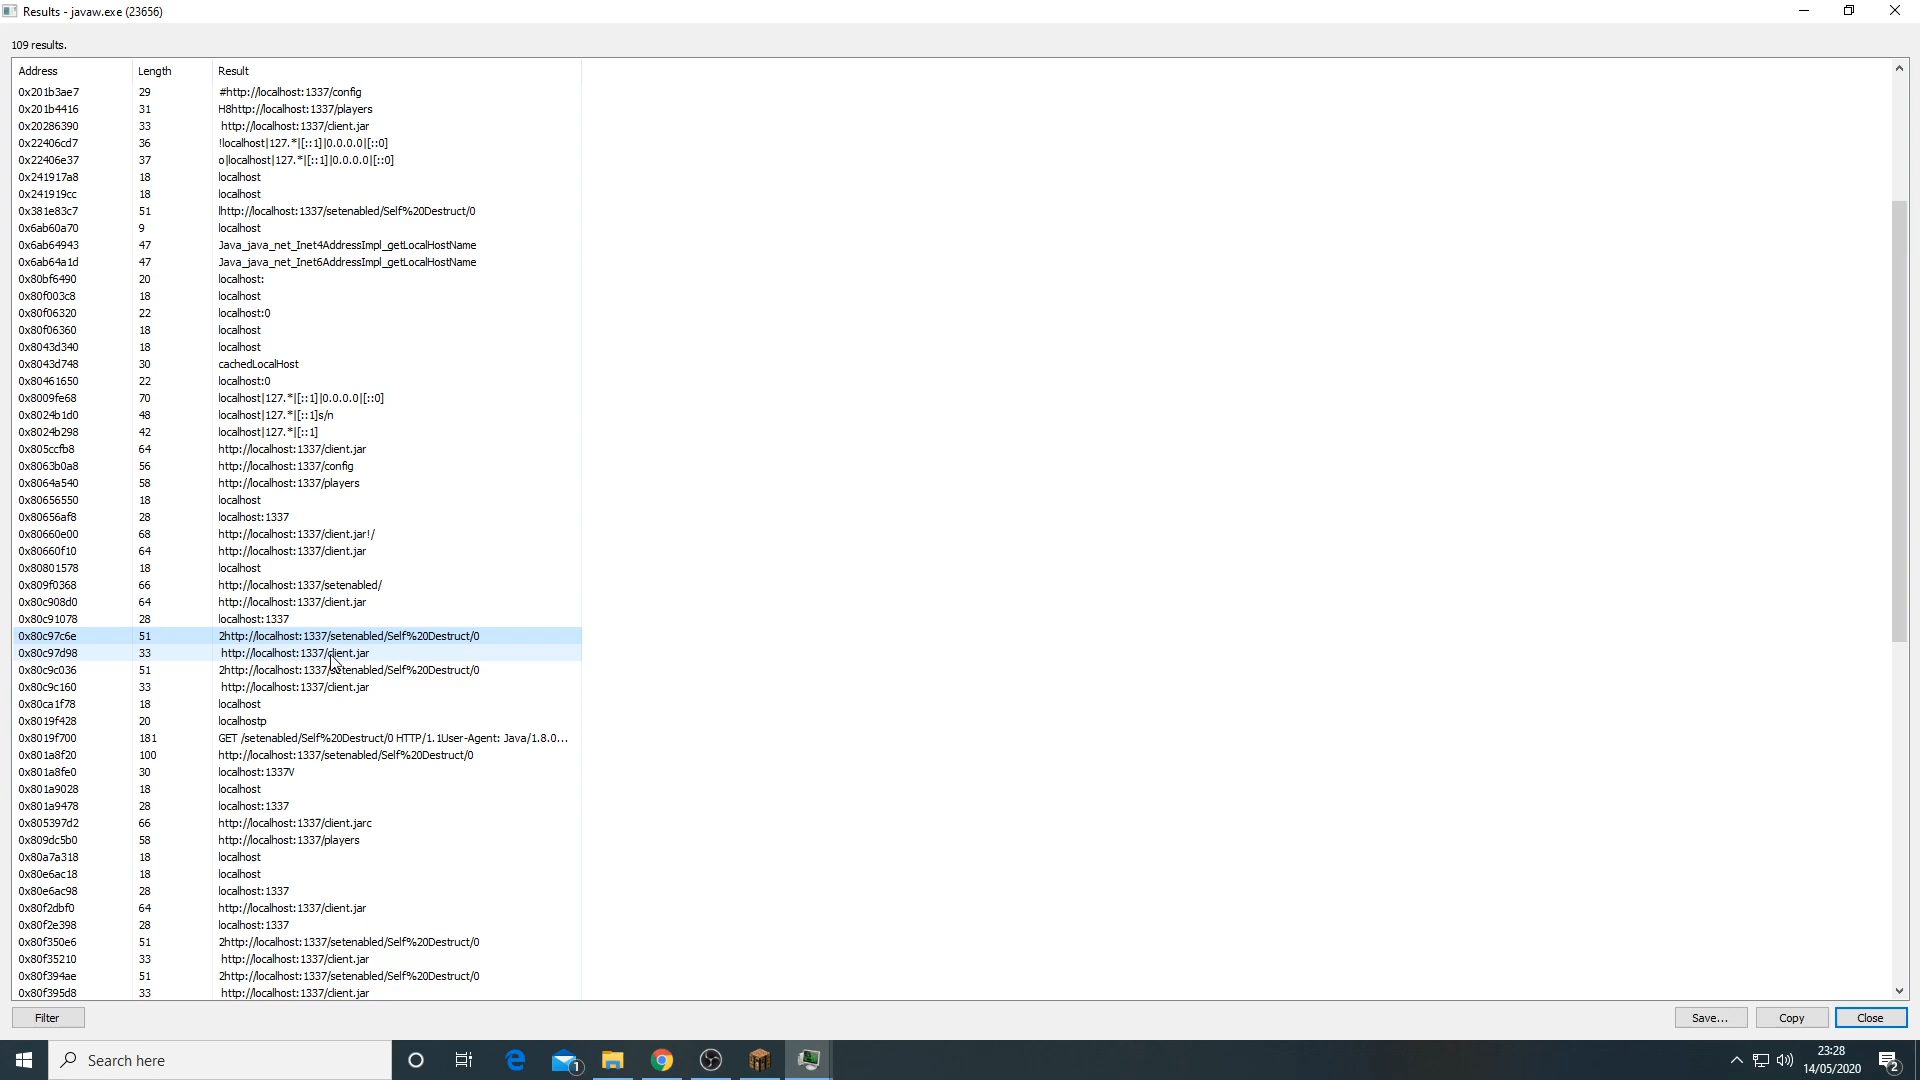 Results - javaw.exe (23656)
109 results.
Address Length Result
0x201b3ae7 29 #http://localhost:1337/config
0x201b4416 31 H8http://localhost:1337/players
0x20286390 33 http://localhost:1337/client.jar
0x22406cd7 36 !localhost|127.*|[::1]|0.0.0.0|[::0]
0x22406e37 37 o|localhost|127.*|[::1]|0.0.0.0|[::0]
0x241917a8 18 localhost
0x241919cc 18 localhost
0x381e83c7 51 lhttp://localhost:1337/setenabled/Self%20Destruct/0
0x6ab60a70 9 localhost
0x6ab64943 47 Java_java_net_Inet4AddressImpl_getLocalHostName
0x6ab64a1d 47 Java_java_net_Inet6AddressImpl_getLocalHostName
0x80bf6490 20 localhost:
0x80f003c8 18 localhost
0x80f06320 22 localhost:0
0x80f06360 18 localhost
0x8043d340 18 localhost
0x8043d748 30 cachedLocalHost
0x80461650 22 localhost:0
0x8009fe68 70 localhost|127.*|[::1]|0.0.0.0|[::0]
0x8024b1d0 48 localhost|127.*|[::1]s/n
0x8024b298 42 localhost|127.*|[::1]
0x805ccfb8 64 http://localhost:1337/client.jar
0x8063b0a8 56 http://localhost:1337/config
0x8064a540 58 http://localhost:1337/players
0x80656550 18 localhost
0x80656af8 28 localhost:1337
0x80660e00 68 http://localhost:1337/client.jar!/
0x80660f10 64 http://localhost:1337/client.jar
0x80801578 18 localhost
0x809f0368 66 http://localhost:1337/setenabled/
0x80c908d0 64 http://localhost:1337/client.jar
0x80c91078 28 localhost:1337
0x80c97c6e 51 2http://localhost:1337/setenabled/Self%20Destruct/0
0x80c97d98 33 http://localhost:1337/client.jar
0x80c9c036 51 2http://localhost:1337/setenabled/Self%20Destruct/0
0x80c9c160 33 http://localhost:1337/client.jar
0x80ca1f78 18 localhost
0x8019f428 20 localhostp
0x8019f700 181 GET /setenabled/Self%20Destruct/0 HTTP/1.1User-Agent: Java/1.8.0...
0x801a8f20 100 http://localhost:1337/setenabled/Self%20Destruct/0
0x801a8fe0 30 localhost:1337V
0x801a9028 18 localhost
0x801a9478 28 localhost:1337
0x805397d2 66 http://localhost:1337/client.jarc
0x809dc5b0 58 http://localhost:1337/players
0x80a7a318 18 localhost
0x80e6ac18 18 localhost
0x80e6ac98 28 localhost:1337
0x80f2dbf0 64 http://localhost:1337/client.jar
0x80f2e398 28 localhost:1337
0x80f350e6 51 2http://localhost:1337/setenabled/Self%20Destruct/0
0x80f35210 33 http://localhost:1337/client.jar
0x80f394ae 51 2http://localhost:1337/setenabled/Self%20Destruct/0
0x80f395d8 33 http://localhost:1337/client.jar
Filter Save... Copy Close
Search here 1 23:28
14/05/2020 2